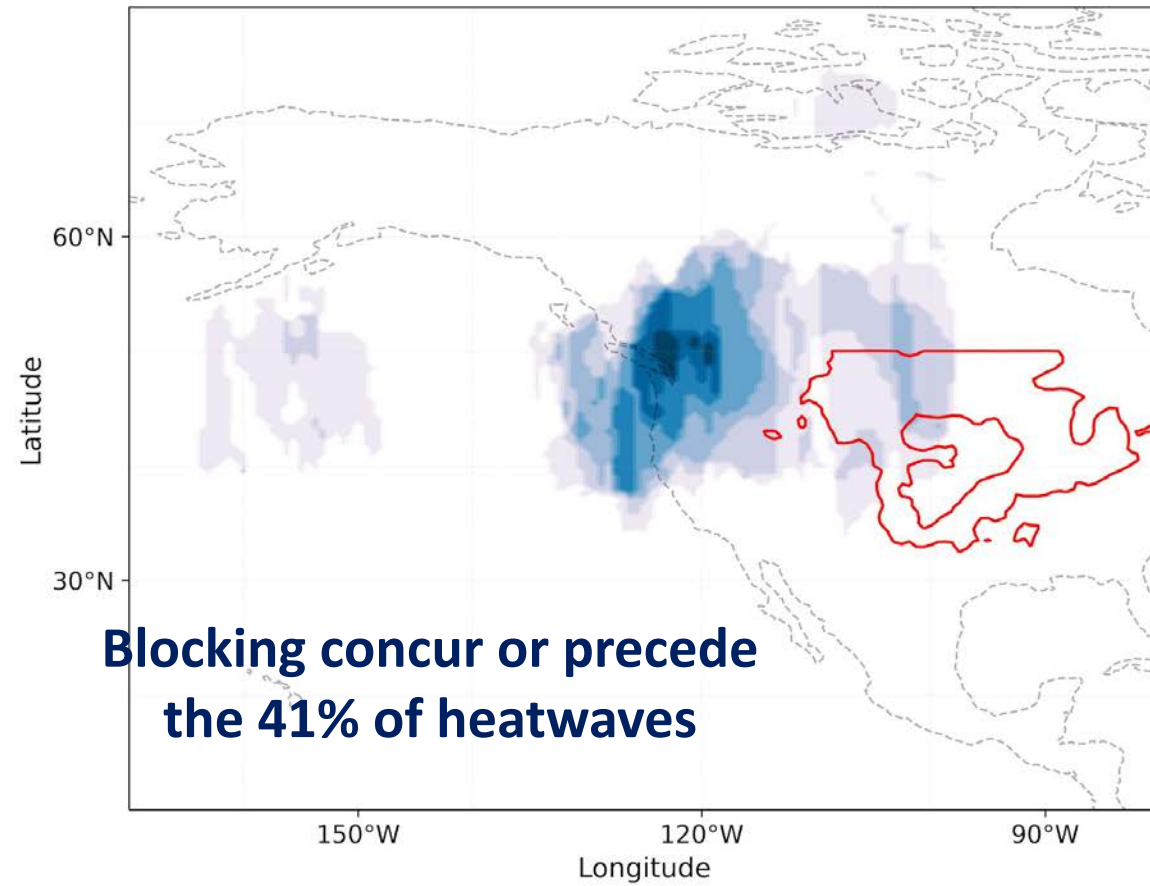 60°N
30°N
Latitude
Blocking concur or precede
the 41% of heatwaves
150°W
120°W
90°W
Longitude